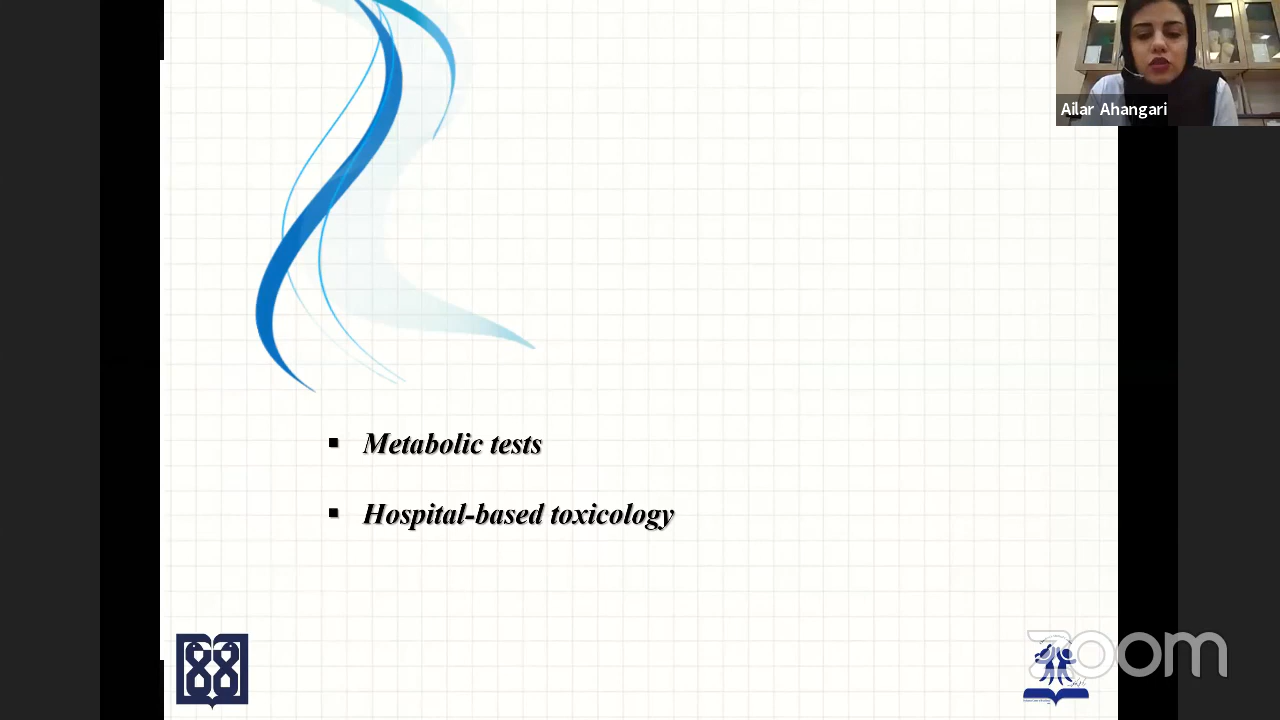 Ailar Ahangari
▪ Metabolic tests
▪ Hospital-based toxicology
zoom